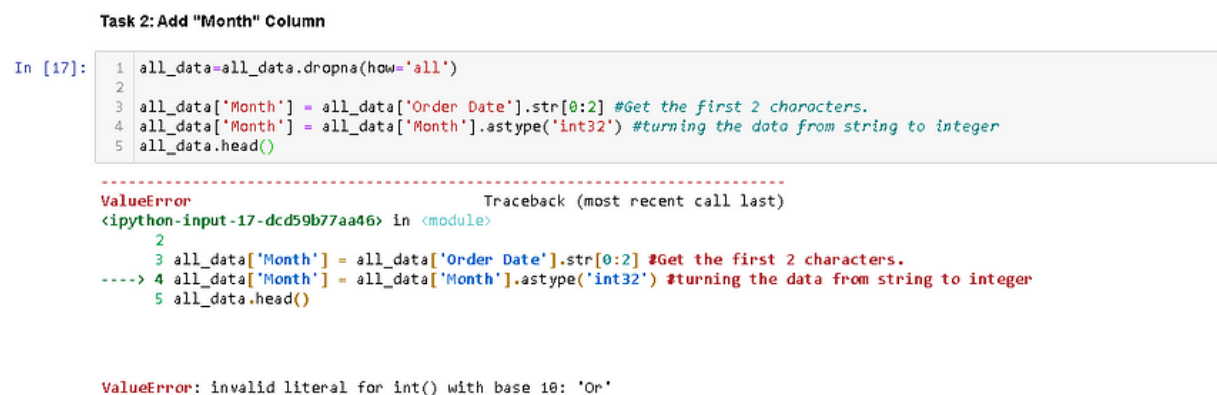 Task 2: Add "Month" Column
In [17]:
1 all_data=all_data.dropna(how='all')
2
3 all_data['Month'] = all_data['Order Date'].str[0:2] #Get the first 2 characters.
4 all_data['Month'] = all_data['Month'].astype('int32') #turning the data from string to integer
5 all_data.head()
---------------------------------------------------------------------------
ValueError Traceback (most recent call last)
<ipython-input-17-dcd59b77aa46> in <module>
2
3 all_data['Month'] = all_data['Order Date'].str[0:2] #Get the first 2 characters.
----> 4 all_data['Month'] = all_data['Month'].astype('int32') #turning the data from string to integer
5 all_data.head()
ValueError: invalid literal for int() with base 10: 'Or'